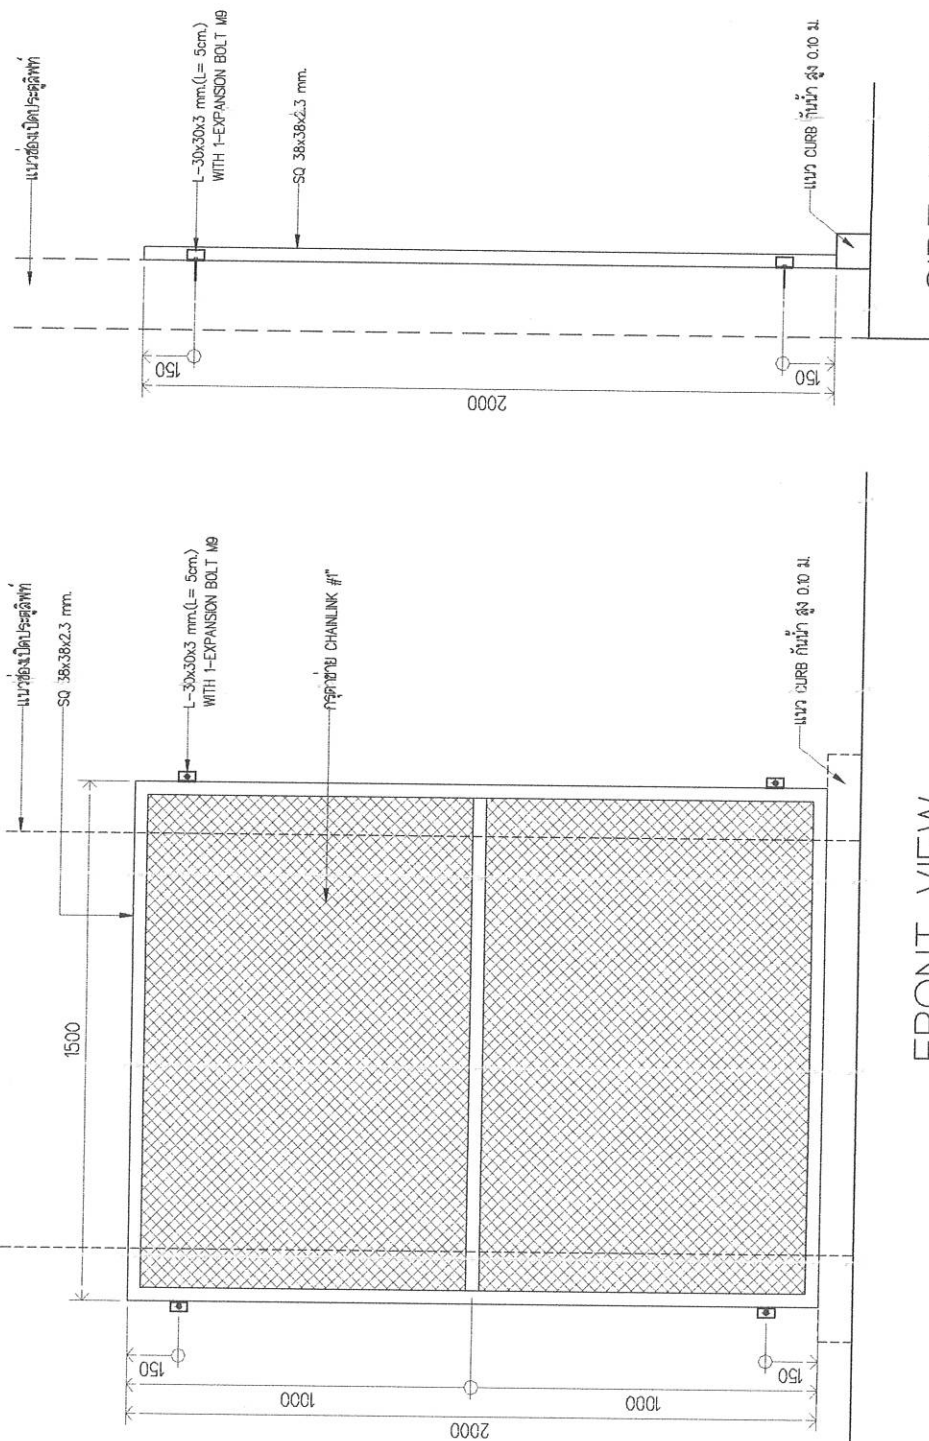 แนวช่องเปิดประตูลิฟท์
SQ 38x38x2.3 mm.
L-30x30x3 mm.(L= 5cm.)
WITH 1-EXPANSION BOLT M9
กรุตาข่าย CHAINLINK #1"
แนว CURB กันน้ำ สูง 0.10 ม.
1500
150
1000
2000
1000
150
FRONT VIEW
แนวช่องเปิดประตูลิฟท์
L-30x30x3 mm.(L= 5cm.)
WITH 1-EXPANSION BOLT M9
SQ 38x38x2.3 mm.
แนว CURB กันน้ำ สูง 0.10 ม.
150
2000
150